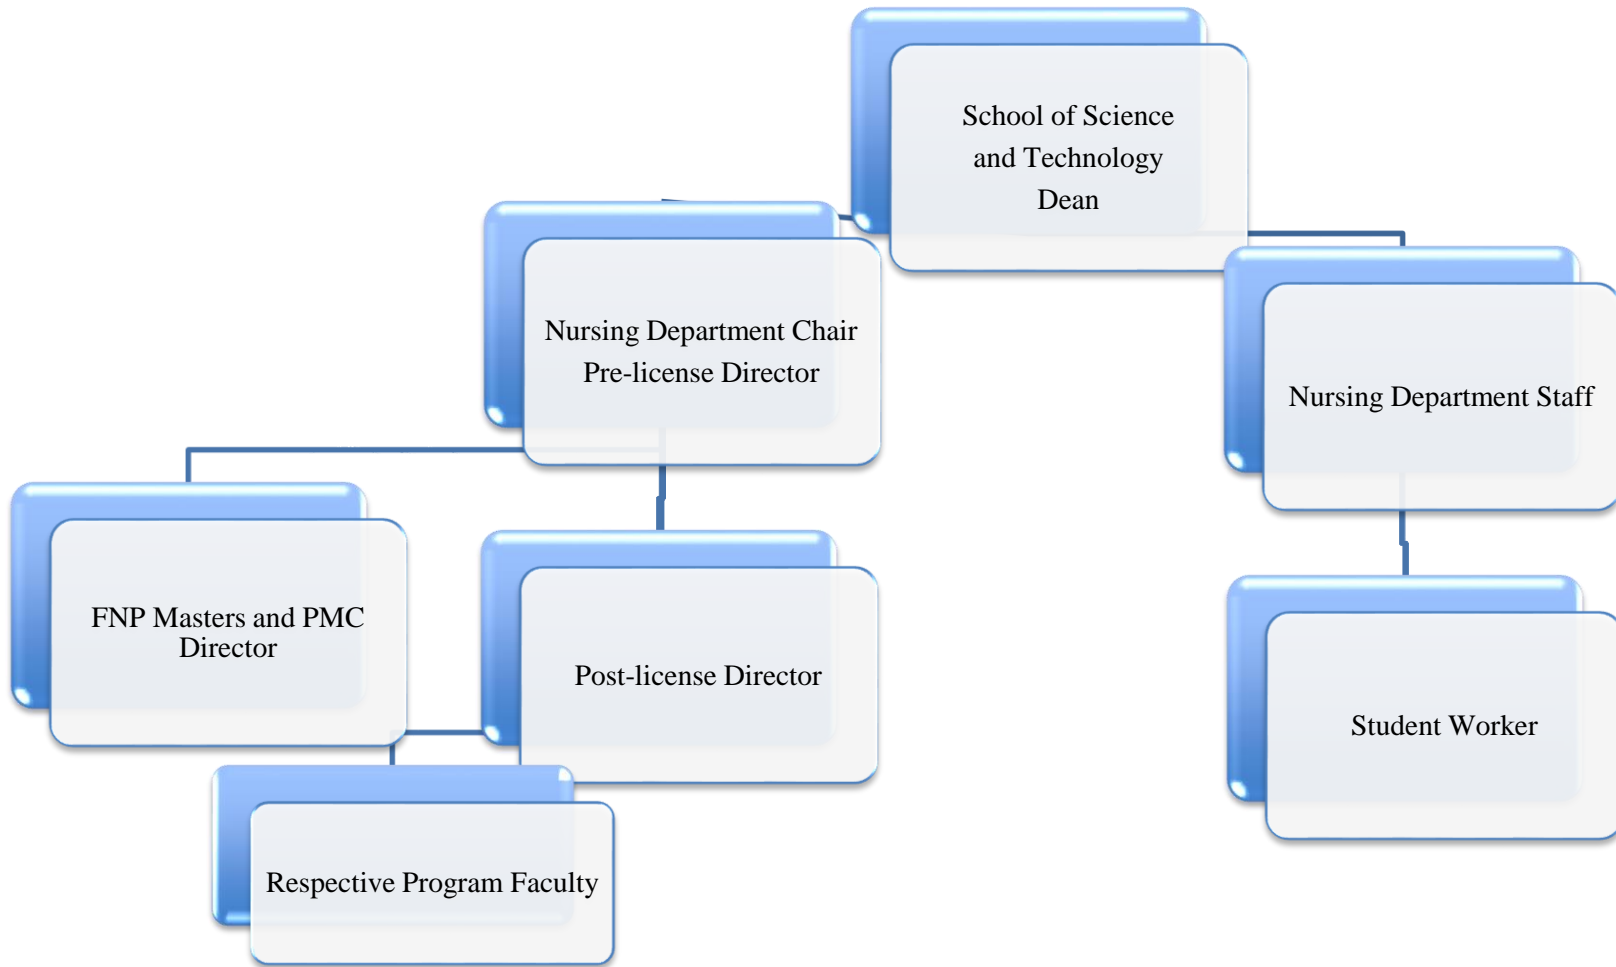 School of Science
and Technology
Dean
Nursing Department Chair
Pre-license Director
Nursing Department Staff
FNP Masters and PMC
Director
Post-license Director
Student Worker
Respective Program Faculty